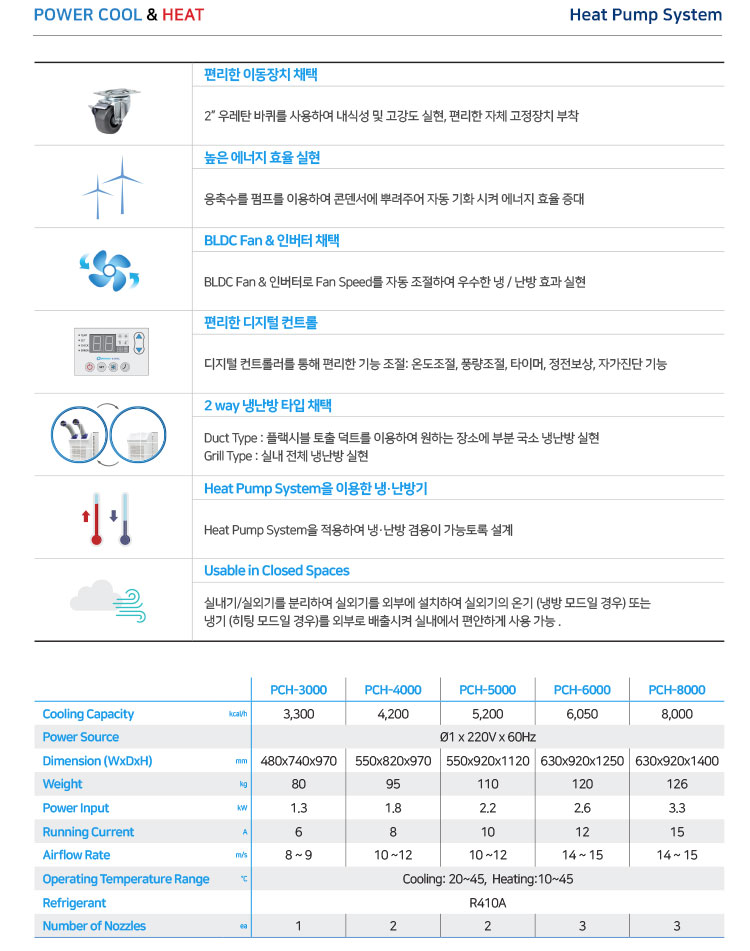 POWER COOL & HEAT
Heat Pump System
편리한 이동장치 채택
2” 우레탄 바퀴를 사용하여 내식성 및 고강도 실현, 편리한 자체 고정장치 부착
높은 에너지 효율 실현
응축수를 펌프를 이용하여 콘덴서에 뿌려주어 자동 기화 시켜 에너지 효율 증대
BLDC Fan & 인버터 채택
BLDC Fan & 인버터로 Fan Speed를 자동 조절하여 우수한 냉 / 난방 효과 실현
편리한 디지털 컨트롤
디지털 컨트롤러를 통해 편리한 기능 조절: 온도조절, 풍량조절, 타이머, 정전보상, 자가진단 기능
2 way 냉난방 타입 채택
Duct Type : 플랙시블 토출 덕트를 이용하여 원하는 장소에 부분 국소 냉난방 실현
Grill Type : 실내 전체 냉난방 실현
Heat Pump System을 이용한 냉·난방기
Heat Pump System을 적용하여 냉·난방 겸용이 가능토록 설계
Usable in Closed Spaces
실내기/실외기를 분리하여 실외기를 외부에 설치하여 실외기의 온기 (냉방 모드일 경우) 또는
냉기 (히팅 모드일 경우)를 외부로 배출시켜 실내에서 편안하게 사용 가능 .
PCH-3000 PCH-4000 PCH-5000 PCH-6000 PCH-8000
Cooling Capacity kcal/h 3,300 4,200 5,200 6,050 8,000
Power Source Ø1 x 220V x 60Hz
Dimension (WxDxH) mm 480x740x970 550x820x970 550x920x1120 630x920x1250 630x920x1400
Weight kg 80 95 110 120 126
Power Input kW 1.3 1.8 2.2 2.6 3.3
Running Current A 6 8 10 12 15
Airflow Rate m/s 8 ~ 9 10 ~12 10 ~12 14 ~ 15 14 ~ 15
Operating Temperature Range °C Cooling: 20~45, Heating:10~45
Refrigerant R410A
Number of Nozzles ea 1 2 2 3 3